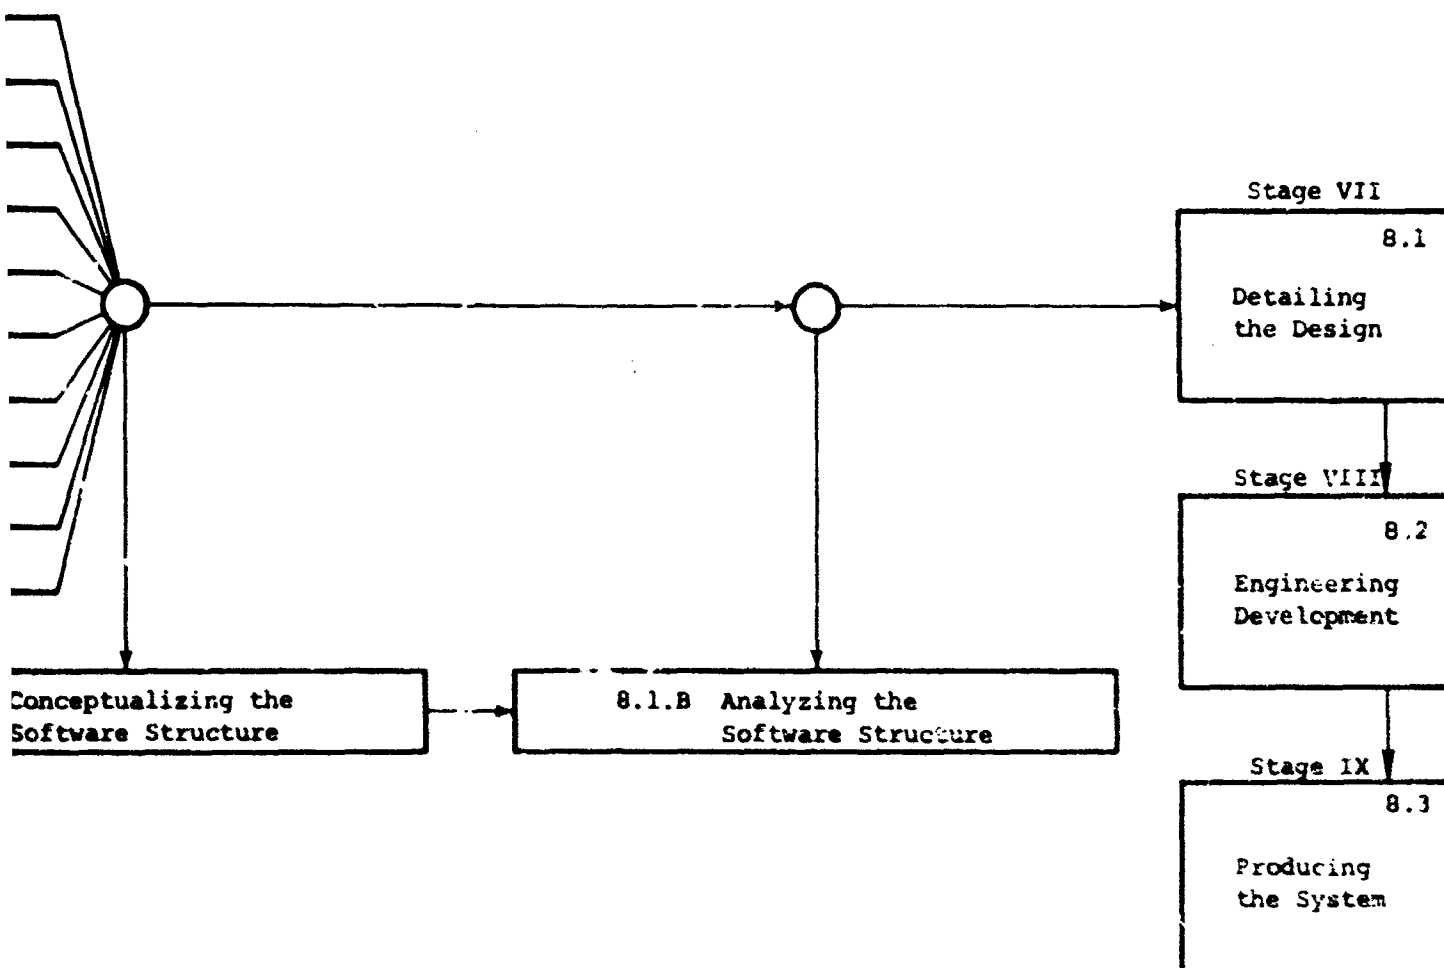 Stage VII
8.1
Detailing
the Design
Stage VIII
8.2
Engineering
Development
Conceptualizing the
Software Structure
8.1.B Analyzing the
Software Structure
Stage IX
8.3
Producing
the System